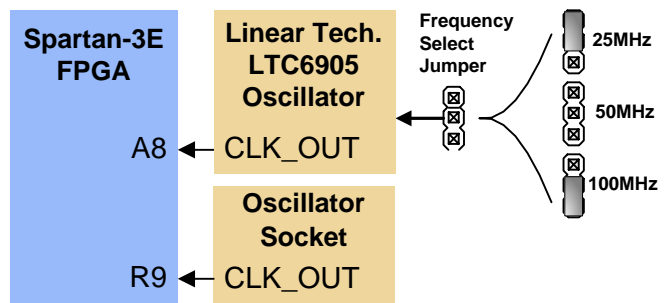 Spartan-3E
FPGA
A8
R9
Linear Tech.
LTC6905
Oscillator
CLK_OUT
Oscillator
Socket
CLK_OUT
Frequency
Select
Jumper
25MHz
50MHz
100MHz